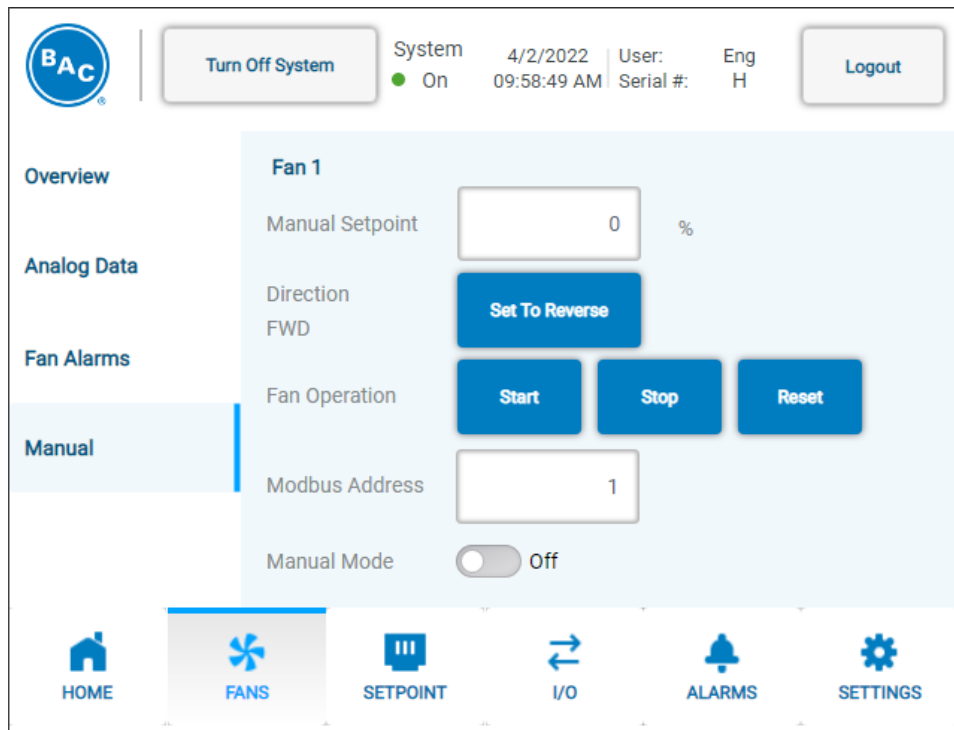 BAC
®
Turn Off System
System
On
4/2/2022
09:58:49 AM
User: Eng
Serial #: H
Logout
Overview
Analog Data
Fan Alarms
Manual
Fan 1
Manual Setpoint 0 %
Direction
FWD
Set To Reverse
Fan Operation Start Stop Reset
Modbus Address 1
Manual Mode Off
HOME FANS SETPOINT I/O ALARMS SETTINGS